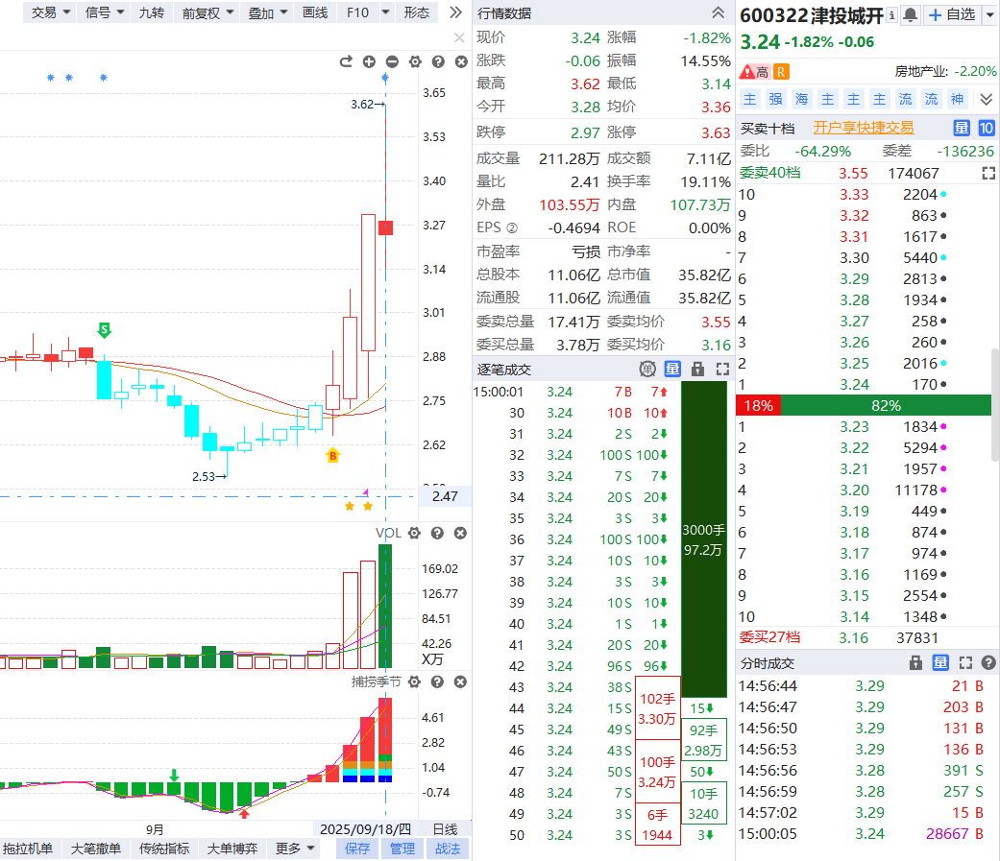 交易 信号 九转 前复权 叠加 画线 F10 形态
3.65
3.62→
3.53
3.40
3.27
3.14
3.01
S
2.88
2.75
2.62
B
2.53→
2.47
VOL
169.02
126.77
84.51
42.26
X万
捕捞季节
4.61
2.82
1.04
-0.74
9月 2025/09/18/四 日线
拖拉机单 大笔撤单 传统指标 大单博弈 更多 保存 管理 战法
行情数据
现价 3.24 涨幅 -1.82%
涨跌 -0.06 振幅 14.55%
最高 3.62 最低 3.14
今开 3.28 均价 3.36
跌停 2.97 涨停 3.63
成交量 211.28万 成交额 7.11亿
量比 2.41 换手率 19.11%
外盘 103.55万 内盘 107.73万
EPS ② -0.4694 ROE 0.00%
市盈率 亏损 市净率 -
总股本 11.06亿 总市值 35.82亿
流通股 11.06亿 流通值 35.82亿
委卖总量 17.41万 委卖均价 3.55
委买总量 3.78万 委买均价 3.16
逐笔成交 单 量
15:00:01 3.24 7 B 7
30 3.24 10 B 10
31 3.24 2 S 2
32 3.24 100 S 100
33 3.24 7 S 7
34 3.24 20 S 20
35 3.24 3 S 3
36 3.24 100 S 100
37 3.24 10 S 10
38 3.24 3 S 3
39 3.24 10 S 10
40 3.24 1 S 1
41 3.24 20 S 20
42 3.24 96 S 96
43 3.24 38 S
44 3.24 15 S 15
45 3.24 49 S
46 3.24 43 S
47 3.24 50 S 50
48 3.24 7 S
49 3.24 3 S
50 3.24 3 S 3
3000手
97.2万
102手
3.30万
92手
2.98万
100手
3.24万
10手
3240
6手
1944
600322 津投城开 i 自选
3.24 -1.82% -0.06
高 R 房地产业: -2.20%
主 强 海 主 主 主 流 流 神
买卖十档 开户享快捷交易 量 10
委比 -64.29% 委差 -136236
委卖40档 3.55 174067
10 3.33 2204
9 3.32 863
8 3.31 1617
7 3.30 5440
6 3.29 2813
5 3.28 1934
4 3.27 258
3 3.26 260
2 3.25 2016
1 3.24 170
18% 82%
1 3.23 1834
2 3.22 5294
3 3.21 1957
4 3.20 11178
5 3.19 449
6 3.18 874
7 3.17 974
8 3.16 1169
9 3.15 2554
10 3.14 1348
委买27档 3.16 37831
分时成交 量
14:56:44 3.29 21 B
14:56:47 3.29 203 B
14:56:50 3.29 131 B
14:56:53 3.29 136 B
14:56:56 3.28 391 S
14:56:59 3.28 257 S
14:57:02 3.29 15 B
15:00:05 3.24 28667 B